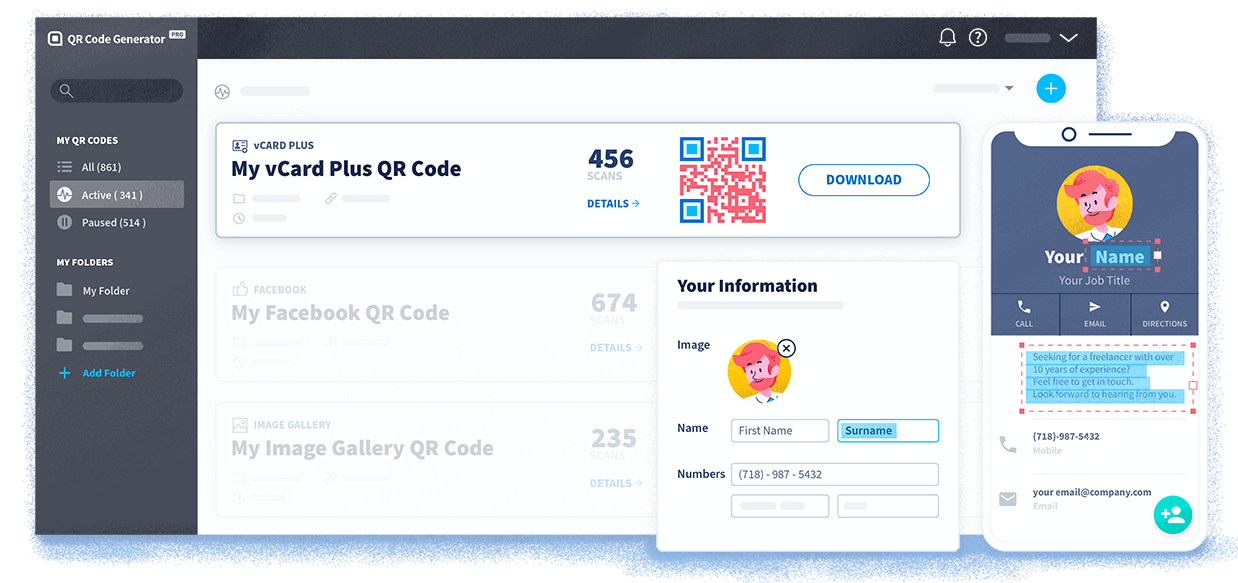 QR Code Generator PRO
MY QR CODES
All (861)
Active ( 341 )
Paused (514 )
MY FOLDERS
My Folder
Add Folder
vCARD PLUS
My vCard Plus QR Code
456
SCANS
DETAILS →
DOWNLOAD
FACEBOOK
My Facebook QR Code
674
SCANS
DETAILS →
IMAGE GALLERY
My Image Gallery QR Code
235
SCANS
DETAILS →
Your Information
Image
Name
First Name
Surname
Numbers
(718) - 987 - 5432
Your Name
Your Job Title
CALL
EMAIL
DIRECTIONS
Seeking for a freelancer with over
10 years of experience?
Feel free to get in touch.
Look forward to hearing from you.
(718)-987-5432
Mobile
your email@company.com
Email